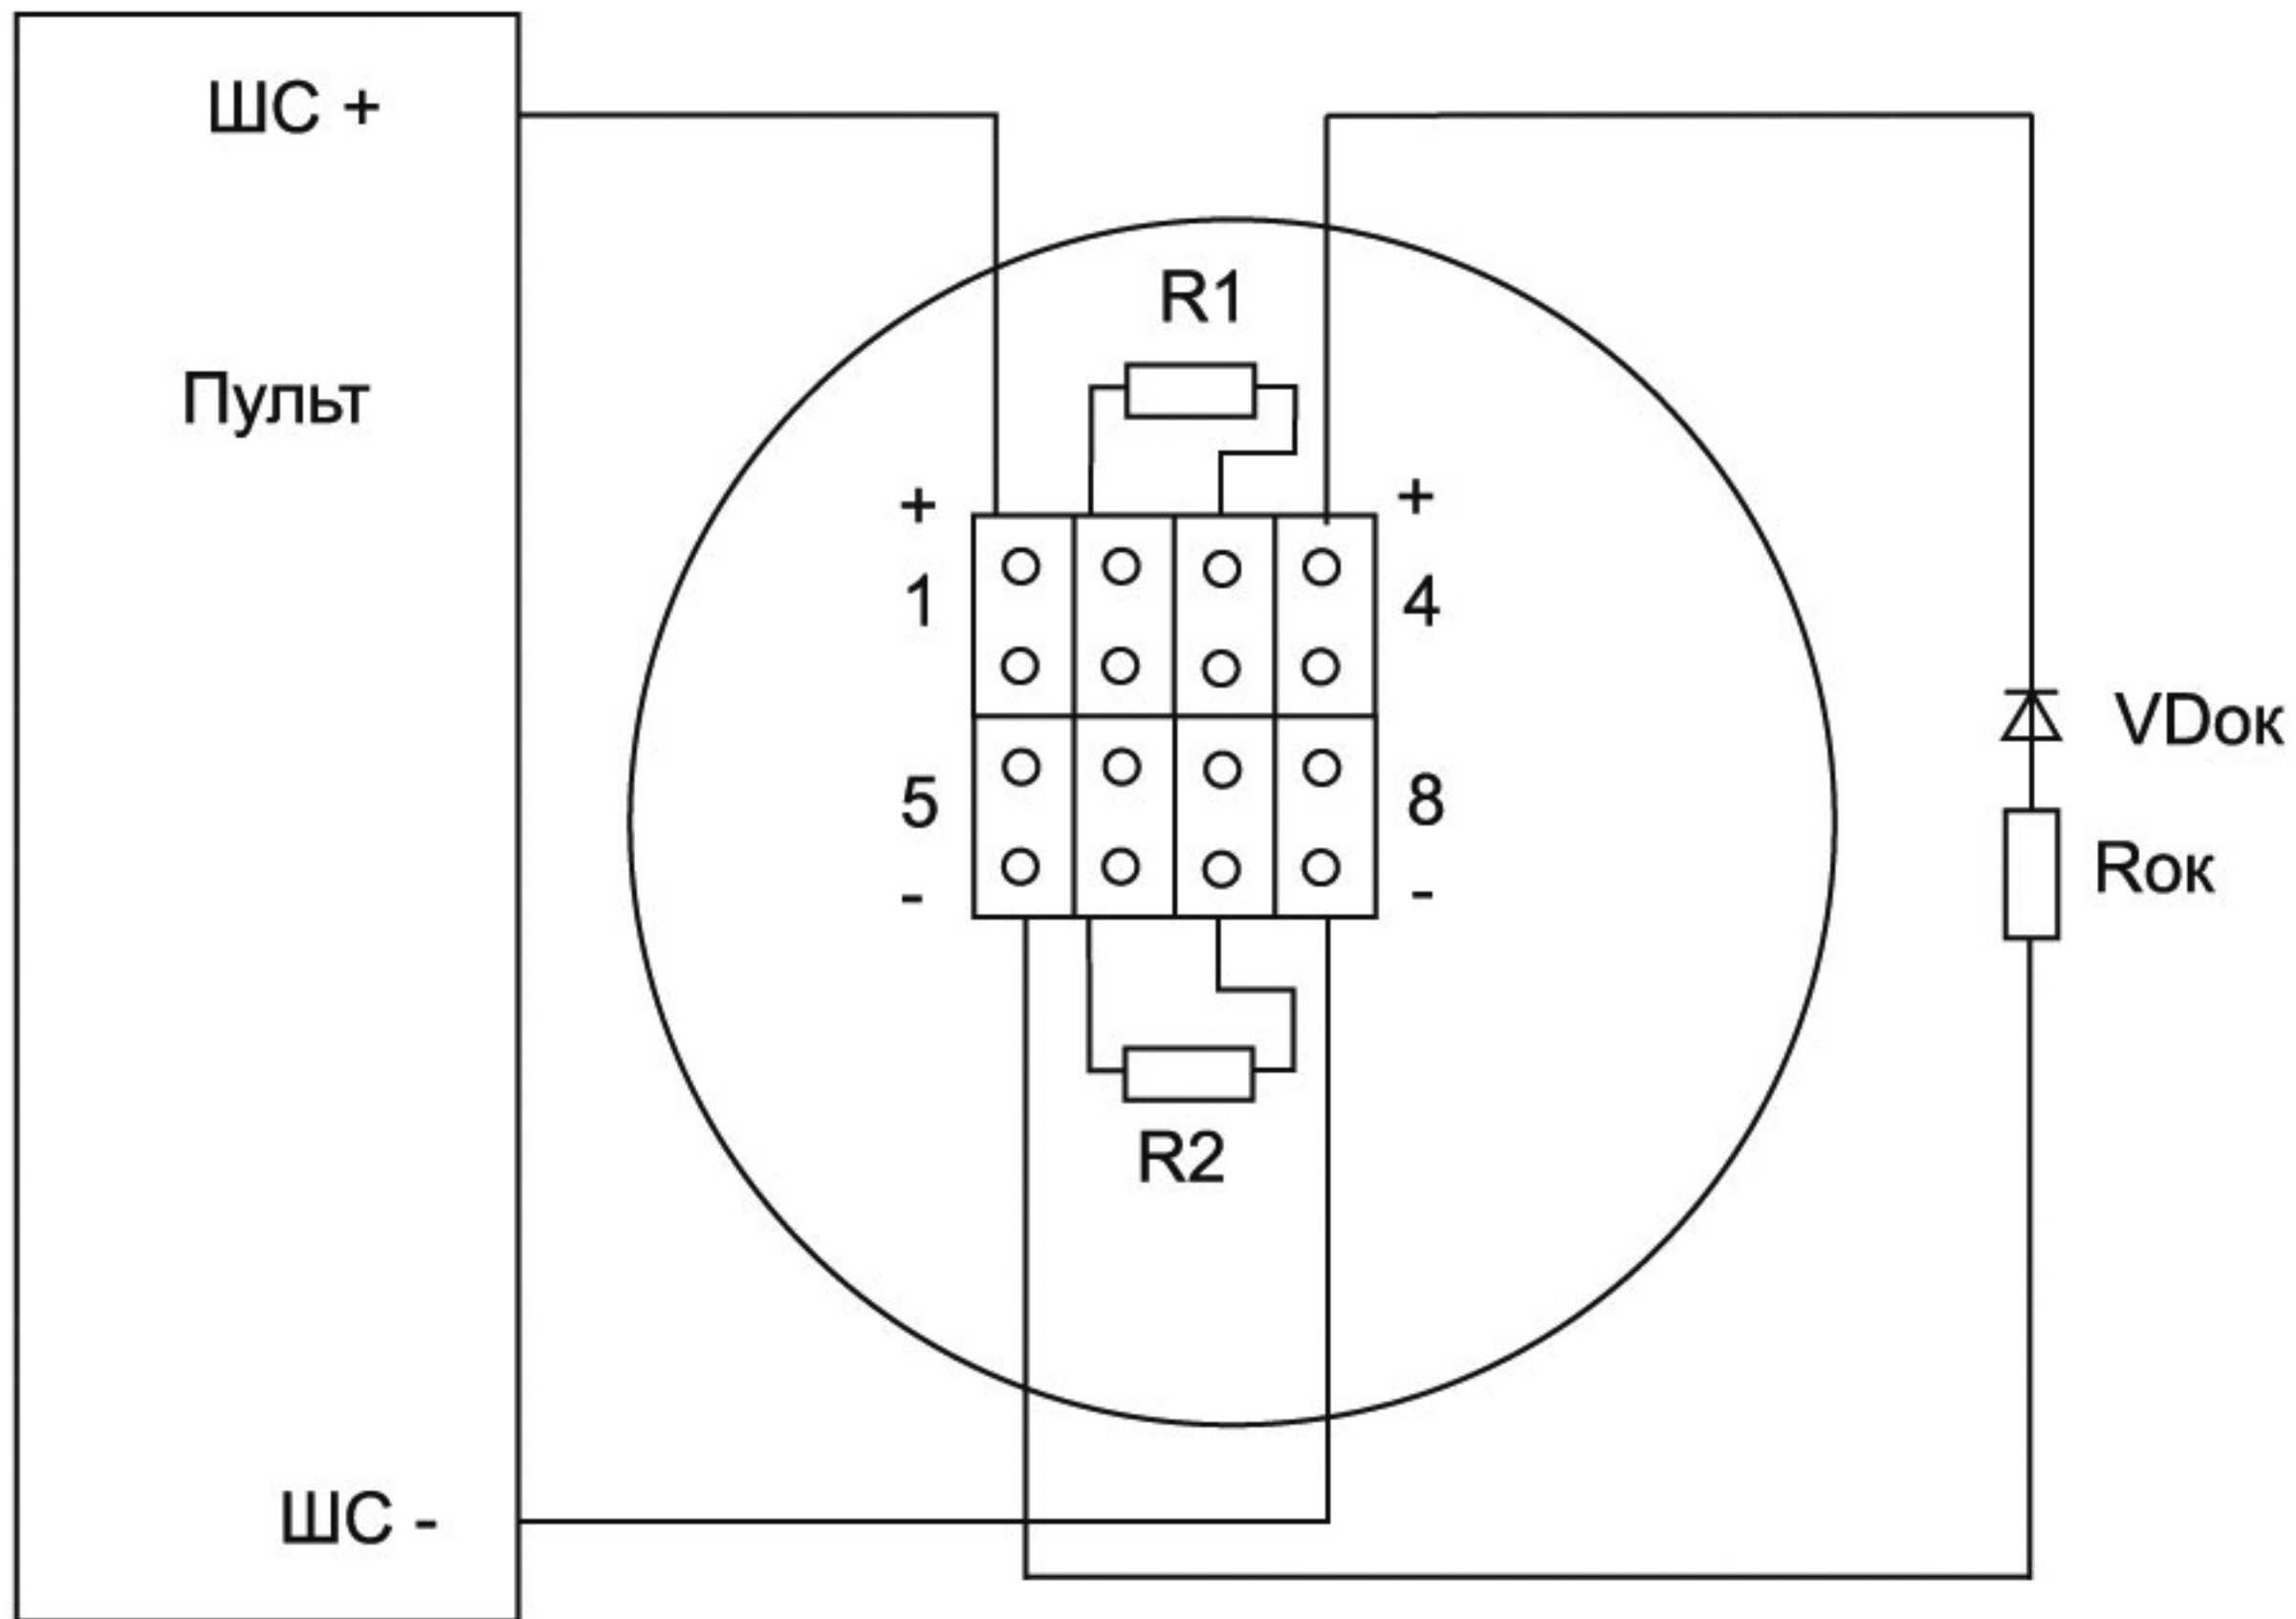 ШС +
Пульт
R1
+ +
1 4
5 8
- -
VDок
Rок
R2
ШС -